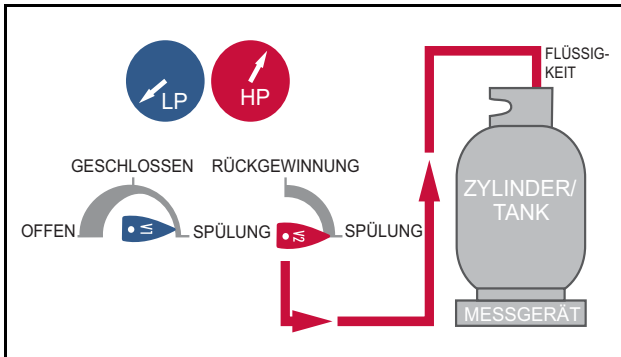 FLÜSSIG-
KEIT
LP
HP
GESCHLOSSEN
RÜCKGEWINNUNG
OFFEN
V1
SPÜLUNG
V2
SPÜLUNG
ZYLINDER/
TANK
MESSGERÄT